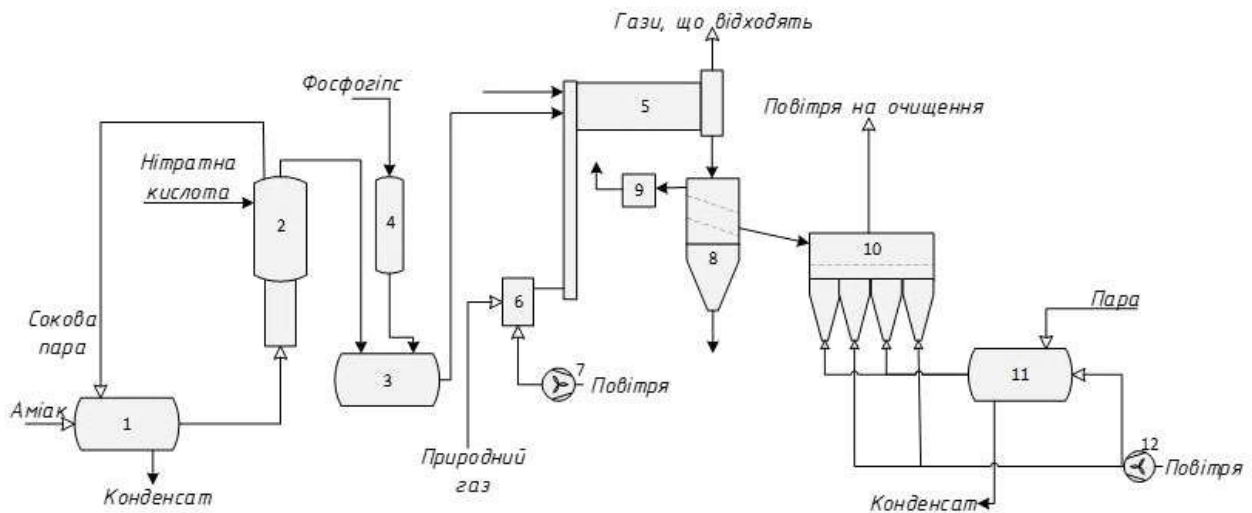 Гази, що відходять
Фосфогіпс
5
Повітря на очищення
Нітратна
кислота
2
4
9
8
10
6
Сокова
пара
Пара
3
7
Повітря
11
Аміак
1
Природний
газ
12
Повітря
Конденсат
Конденсат